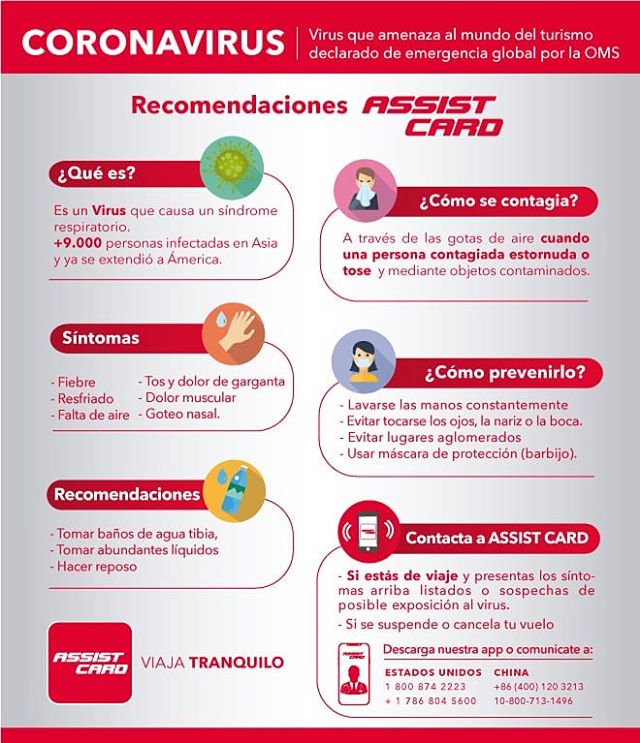 CORONAVIRUS
Virus que amenaza al mundo del turismo
declarado de emergencia global por la OMS
Recomendaciones ASSIST
CARD
¿Qué es?
Es un Virus que causa un síndrome
respiratorio.
+9.000 personas infectadas en Asia
y ya se extendió a Ámerica.
¿Cómo se contagia?
A través de las gotas de aire cuando
una persona contagiada estornuda o
tose y mediante objetos contaminados.
Síntomas
- Fiebre
- Resfriado
- Falta de aire
- Tos y dolor de garganta
- Dolor muscular
- Goteo nasal.
¿Cómo prevenirlo?
- Lavarse las manos constantemente
- Evitar tocarse los ojos, la nariz o la boca.
- Evitar lugares aglomerados
- Usar máscara de protección (barbijo).
Recomendaciones
- Tomar baños de agua tibia,
- Tomar abundantes líquidos
- Hacer reposo
Contacta a ASSIST CARD
- Si estás de viaje y presentas los sínto-
mas arriba listados o sospechas de
posible exposición al virus.
- Si se suspende o cancela tu vuelo
Descarga nuestra app o comunicate a:
ASSIST
CARD
ESTADOS UNIDOS
1 800 874 2223
+ 1 786 804 5600
CHINA
+86 (400) 120 3213
10-800-713-1496
ASSIST
CARD
VIAJA TRANQUILO